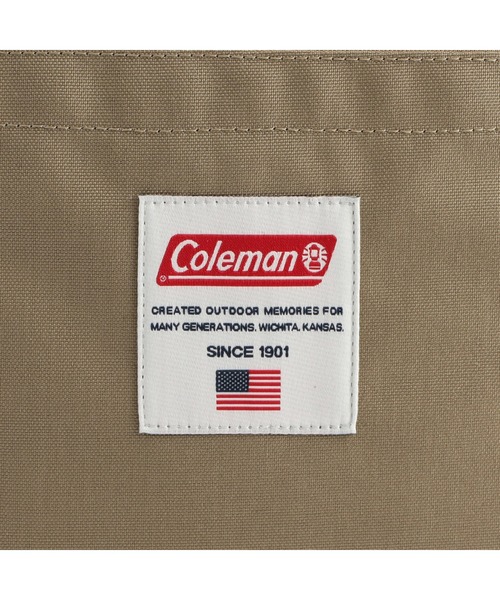 Coleman
CREATED OUTDOOR MEMORIES FOR
MANY GENERATIONS. WICHITA, KANSAS.
SINCE 1901